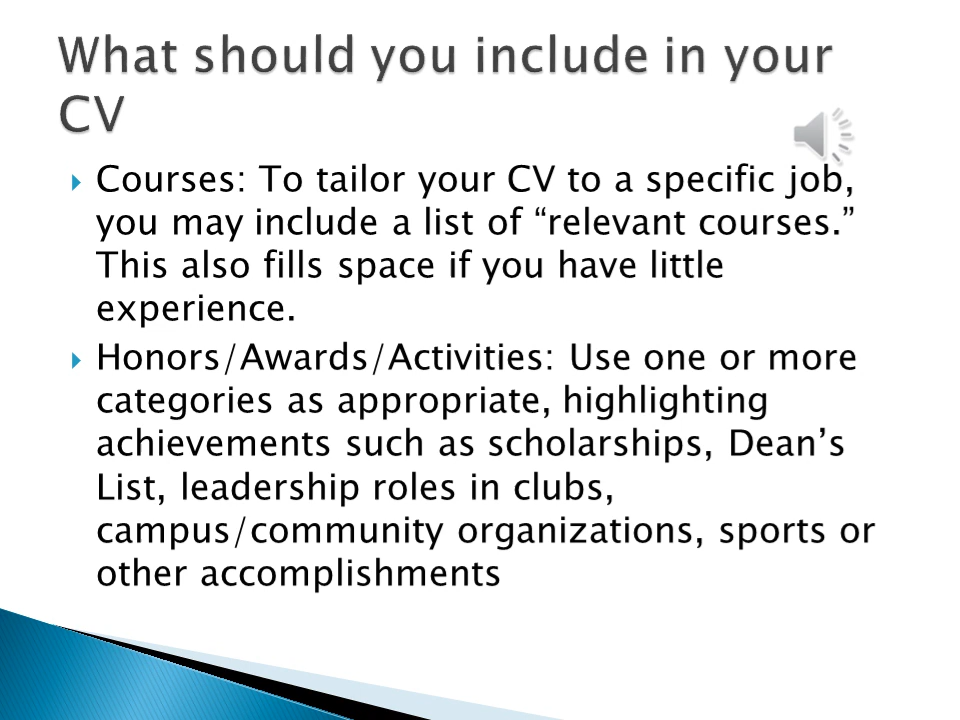 What should you include in your
CV
Courses: To tailor your CV to a specific job,
you may include a list of “relevant courses.”
This also fills space if you have little
experience.
Honors/Awards/Activities: Use one or more
categories as appropriate, highlighting
achievements such as scholarships, Dean’s
List, leadership roles in clubs,
campus/community organizations, sports or
other accomplishments